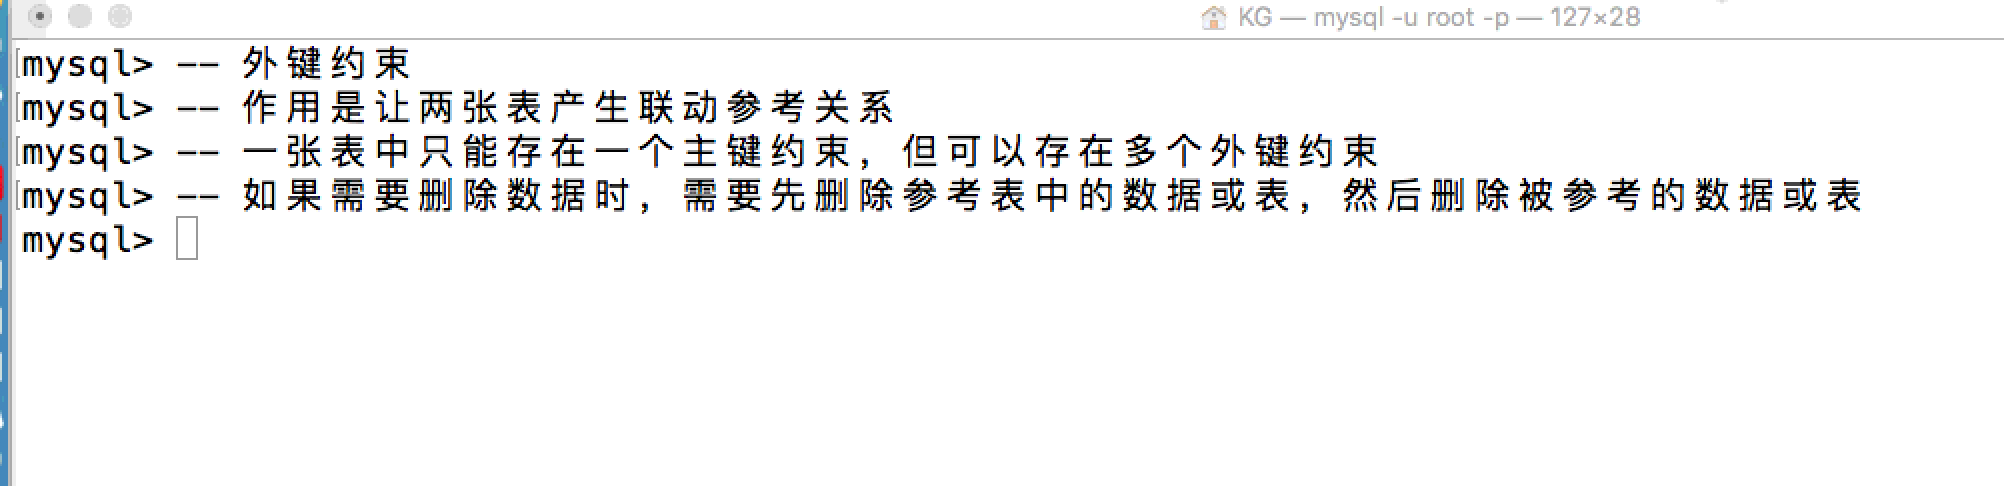 KG — mysql -u root -p — 127×28
mysql> -- 外键约束
mysql> -- 作用是让两张表产生联动参考关系
mysql> -- 一张表中只能存在一个主键约束，但可以存在多个外键约束
mysql> -- 如果需要删除数据时，需要先删除参考表中的数据或表，然后删除被参考的数据或表
mysql>